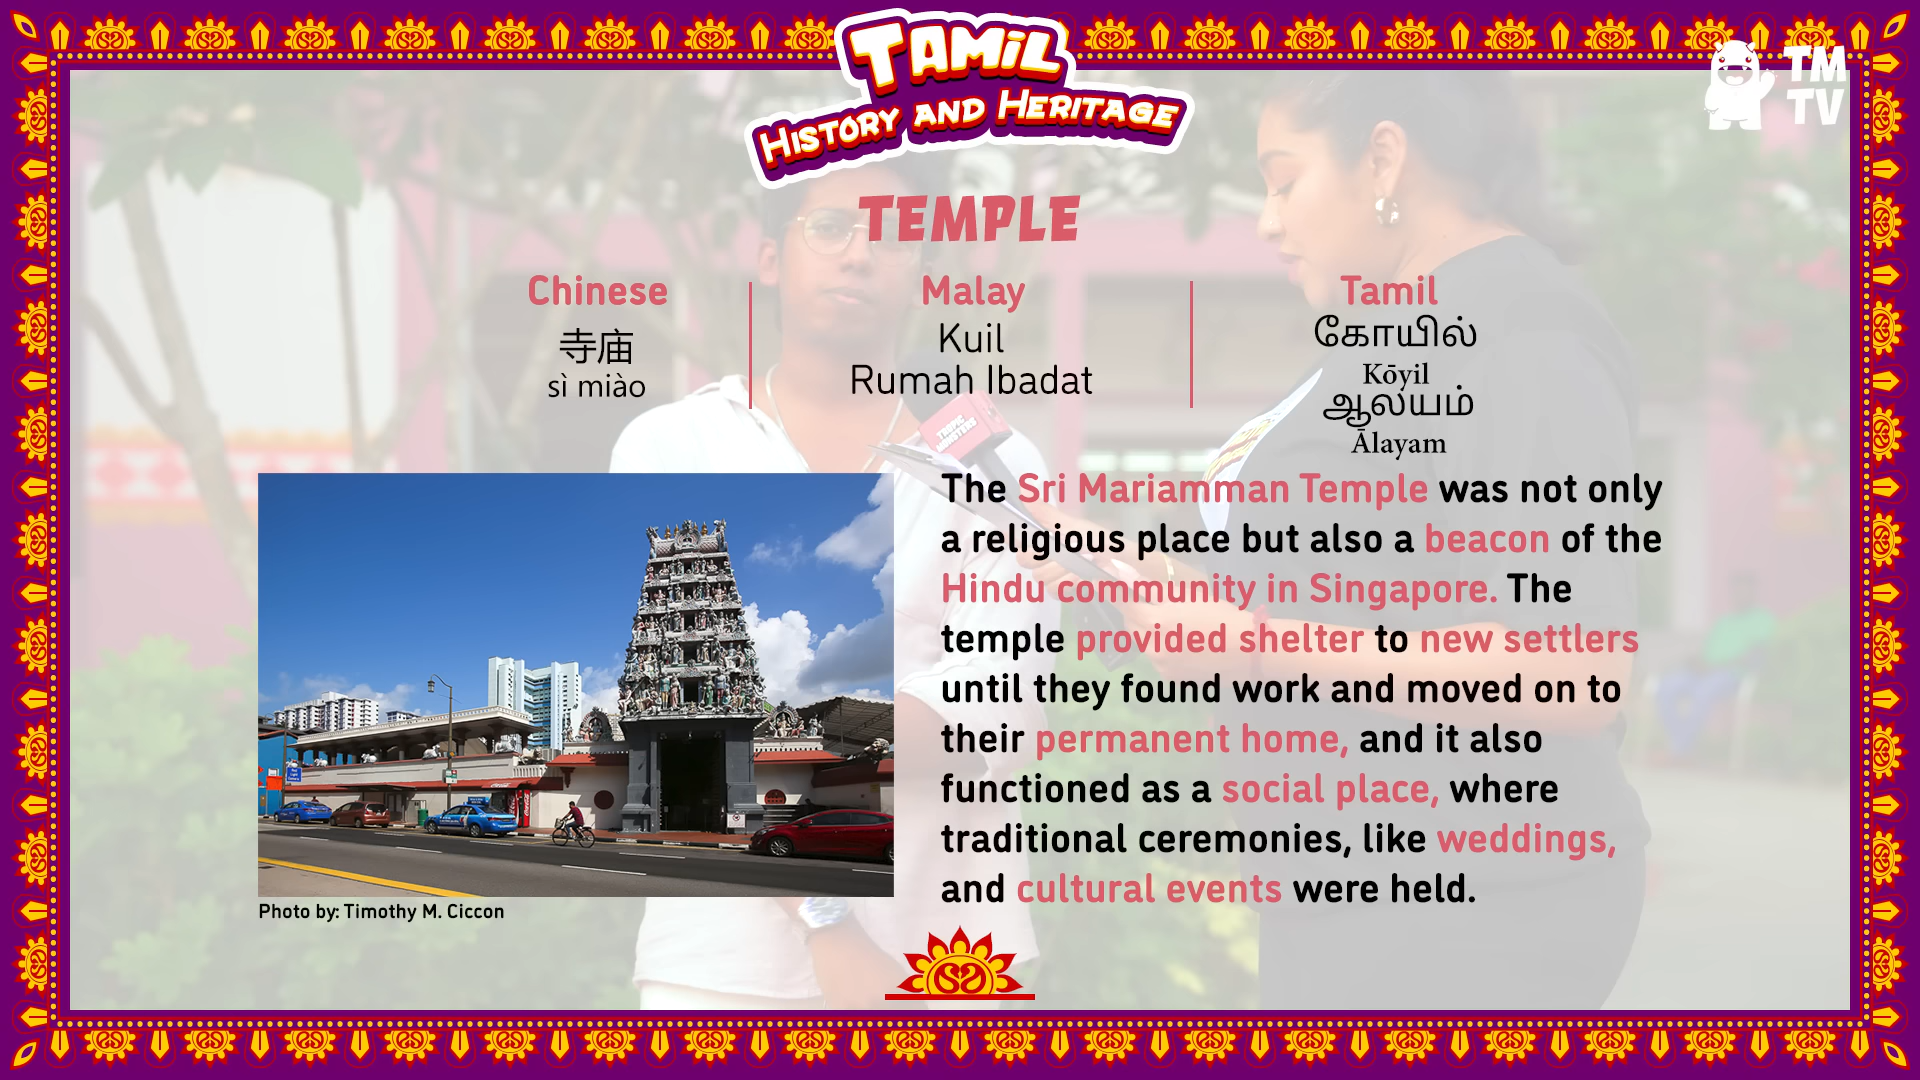 TAMIL
HISTORY AND HERITAGE
TM
TV
TEMPLE
Chinese
寺庙
sì miào
Malay
Kuil
Rumah Ibadat
Tamil
கோயில்
Kōyil
ஆலயம்
Ālayam
TROPIC
MONSTERS
The Sri Mariamman Temple was not only
a religious place but also a beacon of the
Hindu community in Singapore. The
temple provided shelter to new settlers
until they found work and moved on to
their permanent home, and it also
functioned as a social place, where
traditional ceremonies, like weddings,
and cultural events were held.
Photo by: Timothy M. Ciccon